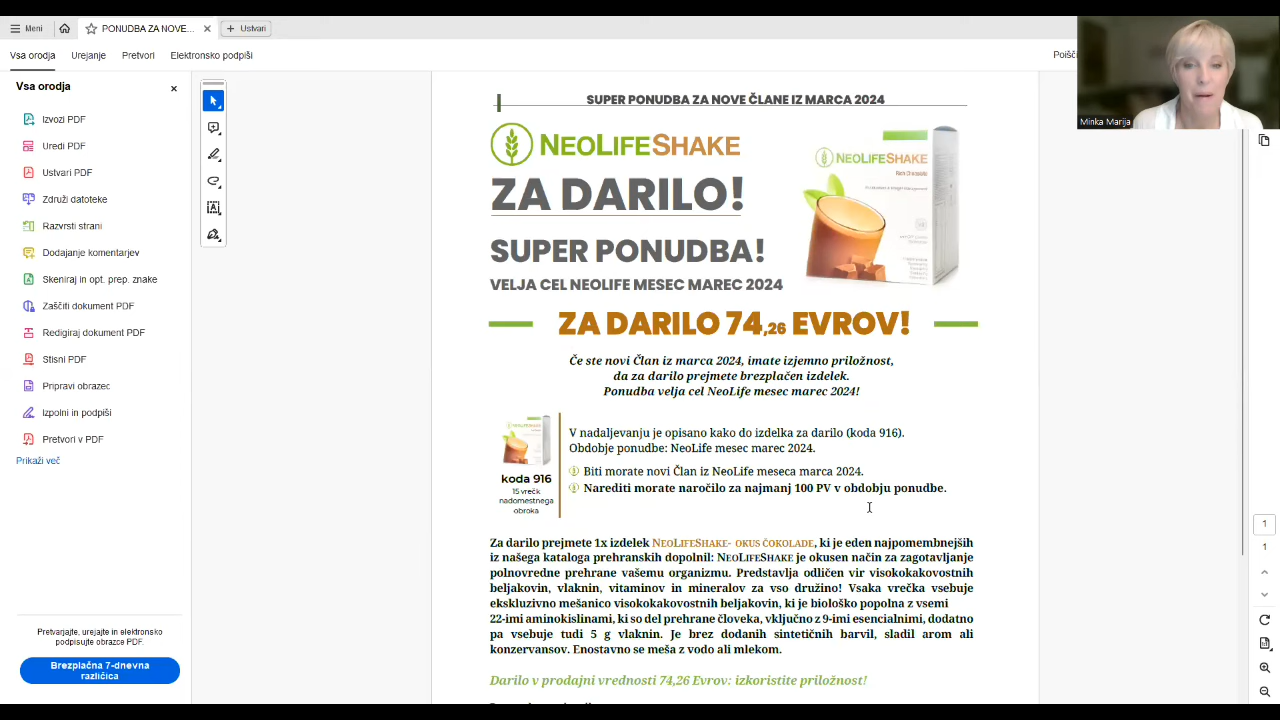 Meni
PONUDBA ZA NOVE...
Ustvari
Vsa orodja
Urejanje
Pretvori
Elektronsko podpiši
Poišči
Minka Marija
Vsa orodja
Izvozi PDF
Uredi PDF
Ustvari PDF
Združi datoteke
Razvrsti strani
Dodajanje komentarjev
Skeniraj in opt. prep. znake
Zaščiti dokument PDF
Redigiraj dokument PDF
Stisni PDF
Pripravi obrazec
Izpolni in podpiši
Pretvori v PDF
Prikaži več
Pretvarjajte, urejajte in elektronsko
podpisujte obrazce PDF.
Brezplačna 7-dnevna
različica
SUPER PONUDBA ZA NOVE ČLANE IZ MARCA 2024
NEOLIFESHAKE
ZA DARILO!
SUPER PONUDBA!
VELJA CEL NEOLIFE MESEC MAREC 2024
NEOLIFESHAKE
Rich Chocolate
ZA DARILO 74,26 EVROV!
Če ste novi Član iz marca 2024, imate izjemno priložnost,
da za darilo prejmete brezplačen izdelek.
Ponudba velja cel NeoLife mesec marec 2024!
koda 916
15 vrečk
nadomestnega
obroka
V nadaljevanju je opisano kako do izdelka za darilo (koda 916).
Obdobje ponudbe: NeoLife mesec marec 2024.
Biti morate novi Član iz NeoLife meseca marca 2024.
Narediti morate naročilo za najmanj 100 PV v obdobju ponudbe.
Za darilo prejmete 1x izdelek NEOLIFESHAKE- OKUS ČOKOLADE, ki je eden najpomembnejših
iz našega kataloga prehranskih dopolnil: NEOLIFESHAKE je okusen način za zagotavljanje
polnovredne prehrane vašemu organizmu. Predstavlja odličen vir visokokakovostnih
beljakovin, vlaknin, vitaminov in mineralov za vso družino! Vsaka vrečka vsebuje
ekskluzivno mešanico visokokakovostnih beljakovin, ki je biološko popolna z vsemi
22-imi aminokislinami, ki so del prehrane človeka, vključno z 9-imi esencialnimi, dodatno
pa vsebuje tudi 5 g vlaknin. Je brez dodanih sintetičnih barvil, sladil arom ali
konzervansov. Enostavno se meša z vodo ali mlekom.
Darilo v prodajni vrednosti 74,26 Evrov: izkoristite priložnost!
1
1